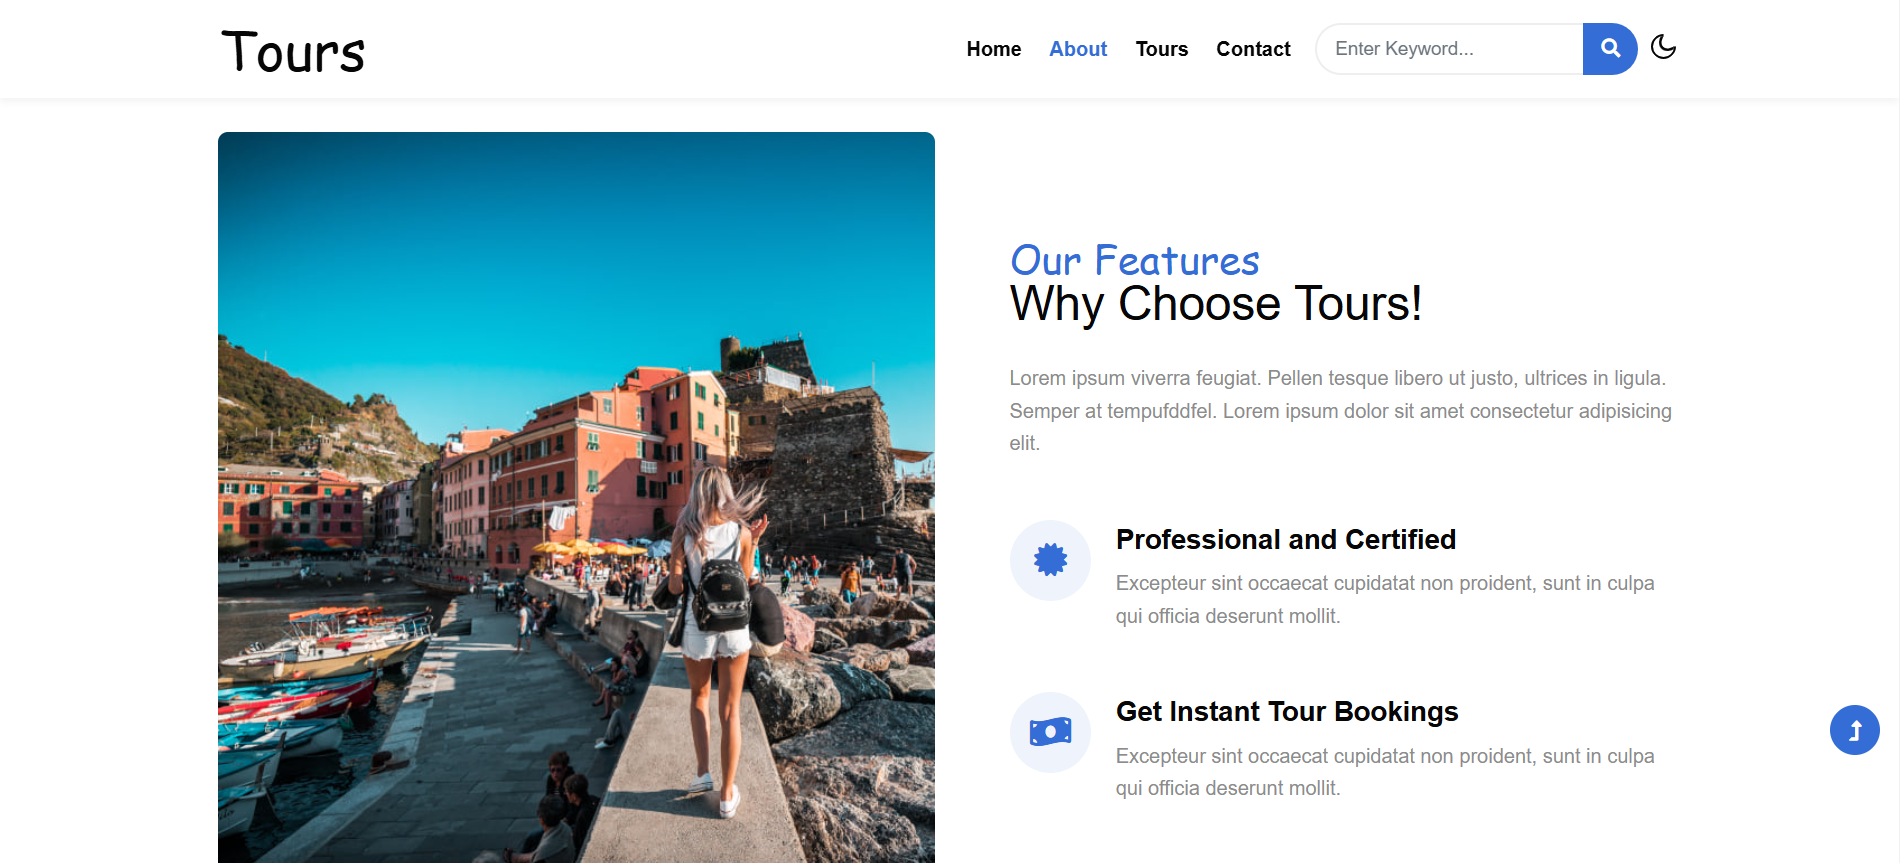 Tours
Home About Tours Contact Enter Keyword...
Our Features
Why Choose Tours!
Lorem ipsum viverra feugiat. Pellen tesque libero ut justo, ultrices in ligula.
Semper at tempufddfel. Lorem ipsum dolor sit amet consectetur adipisicing
elit.
Professional and Certified
Excepteur sint occaecat cupidatat non proident, sunt in culpa
qui officia deserunt mollit.
Get Instant Tour Bookings
Excepteur sint occaecat cupidatat non proident, sunt in culpa
qui officia deserunt mollit.